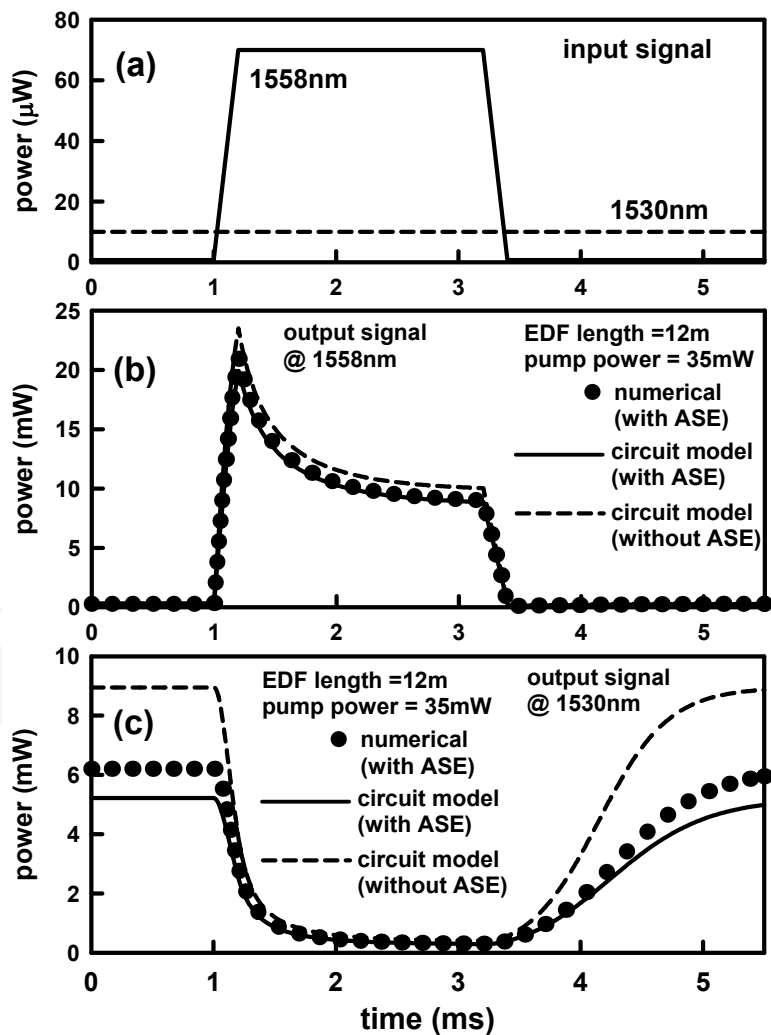 80
60
40
20
0
power (μW)
(a)
input signal
1558nm
1530nm
0 1 2 3 4 5
25
20
15
10
5
0
power (mW)
(b)
output signal
@ 1558nm
EDF length =12m
pump power = 35mW
numerical
(with ASE)
circuit model
(with ASE)
circuit model
(without ASE)
0 1 2 3 4 5
10
8
6
4
2
0
power (mW)
(c)
EDF length =12m
pump power = 35mW
output signal
@ 1530nm
numerical
(with ASE)
circuit model
(with ASE)
circuit model
(without ASE)
0 1 2 3 4 5
time (ms)